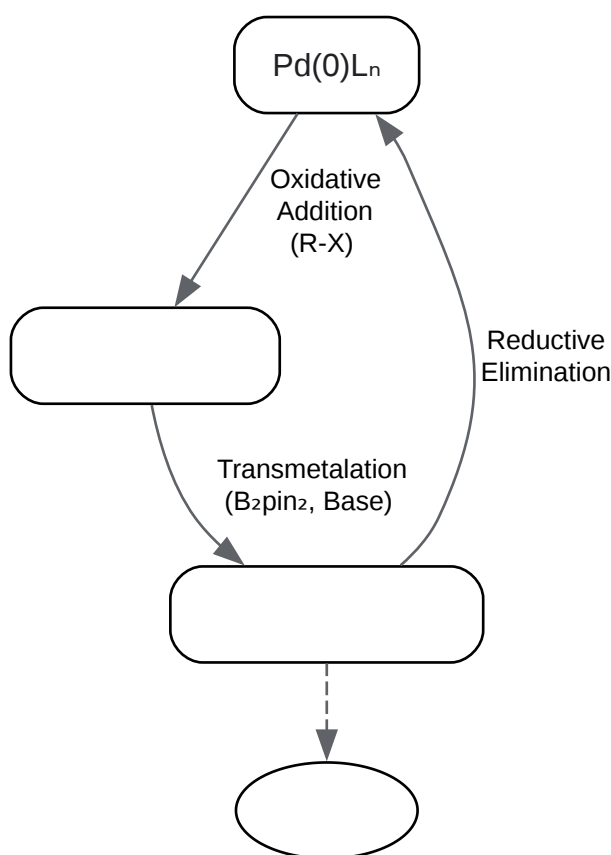 Pd(0)Lₙ
Oxidative
Addition
(R-X)
Reductive
Elimination
Transmetalation
(B₂pin₂, Base)